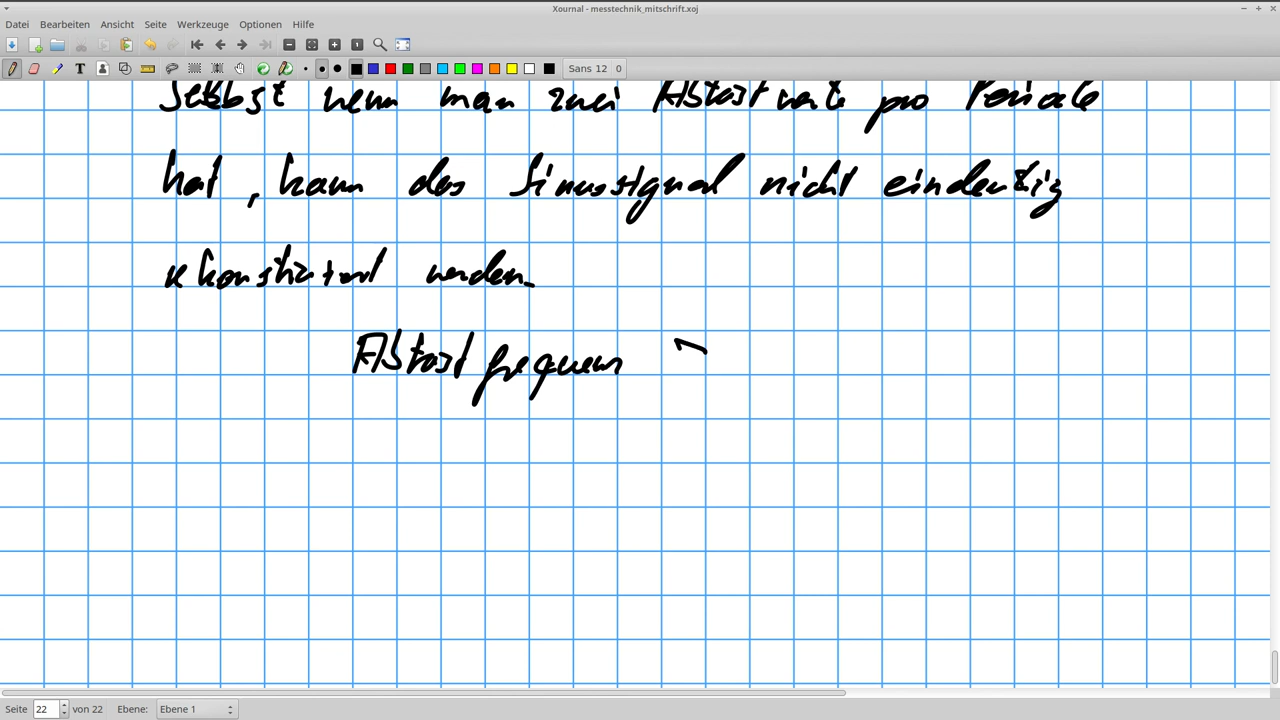 Xournal - messtechnik_mitschrift.xoj
Datei Bearbeiten Ansicht Seite Werkzeuge Optionen Hilfe
Sans 12 0
Selbst wenn man zwei Abtastwerte pro Periode
hat, kann das Sinussignal nicht eindeutig
rekonstruiert werden.
Abtastfrequenz
Seite 22 von 22 Ebene: Ebene 1